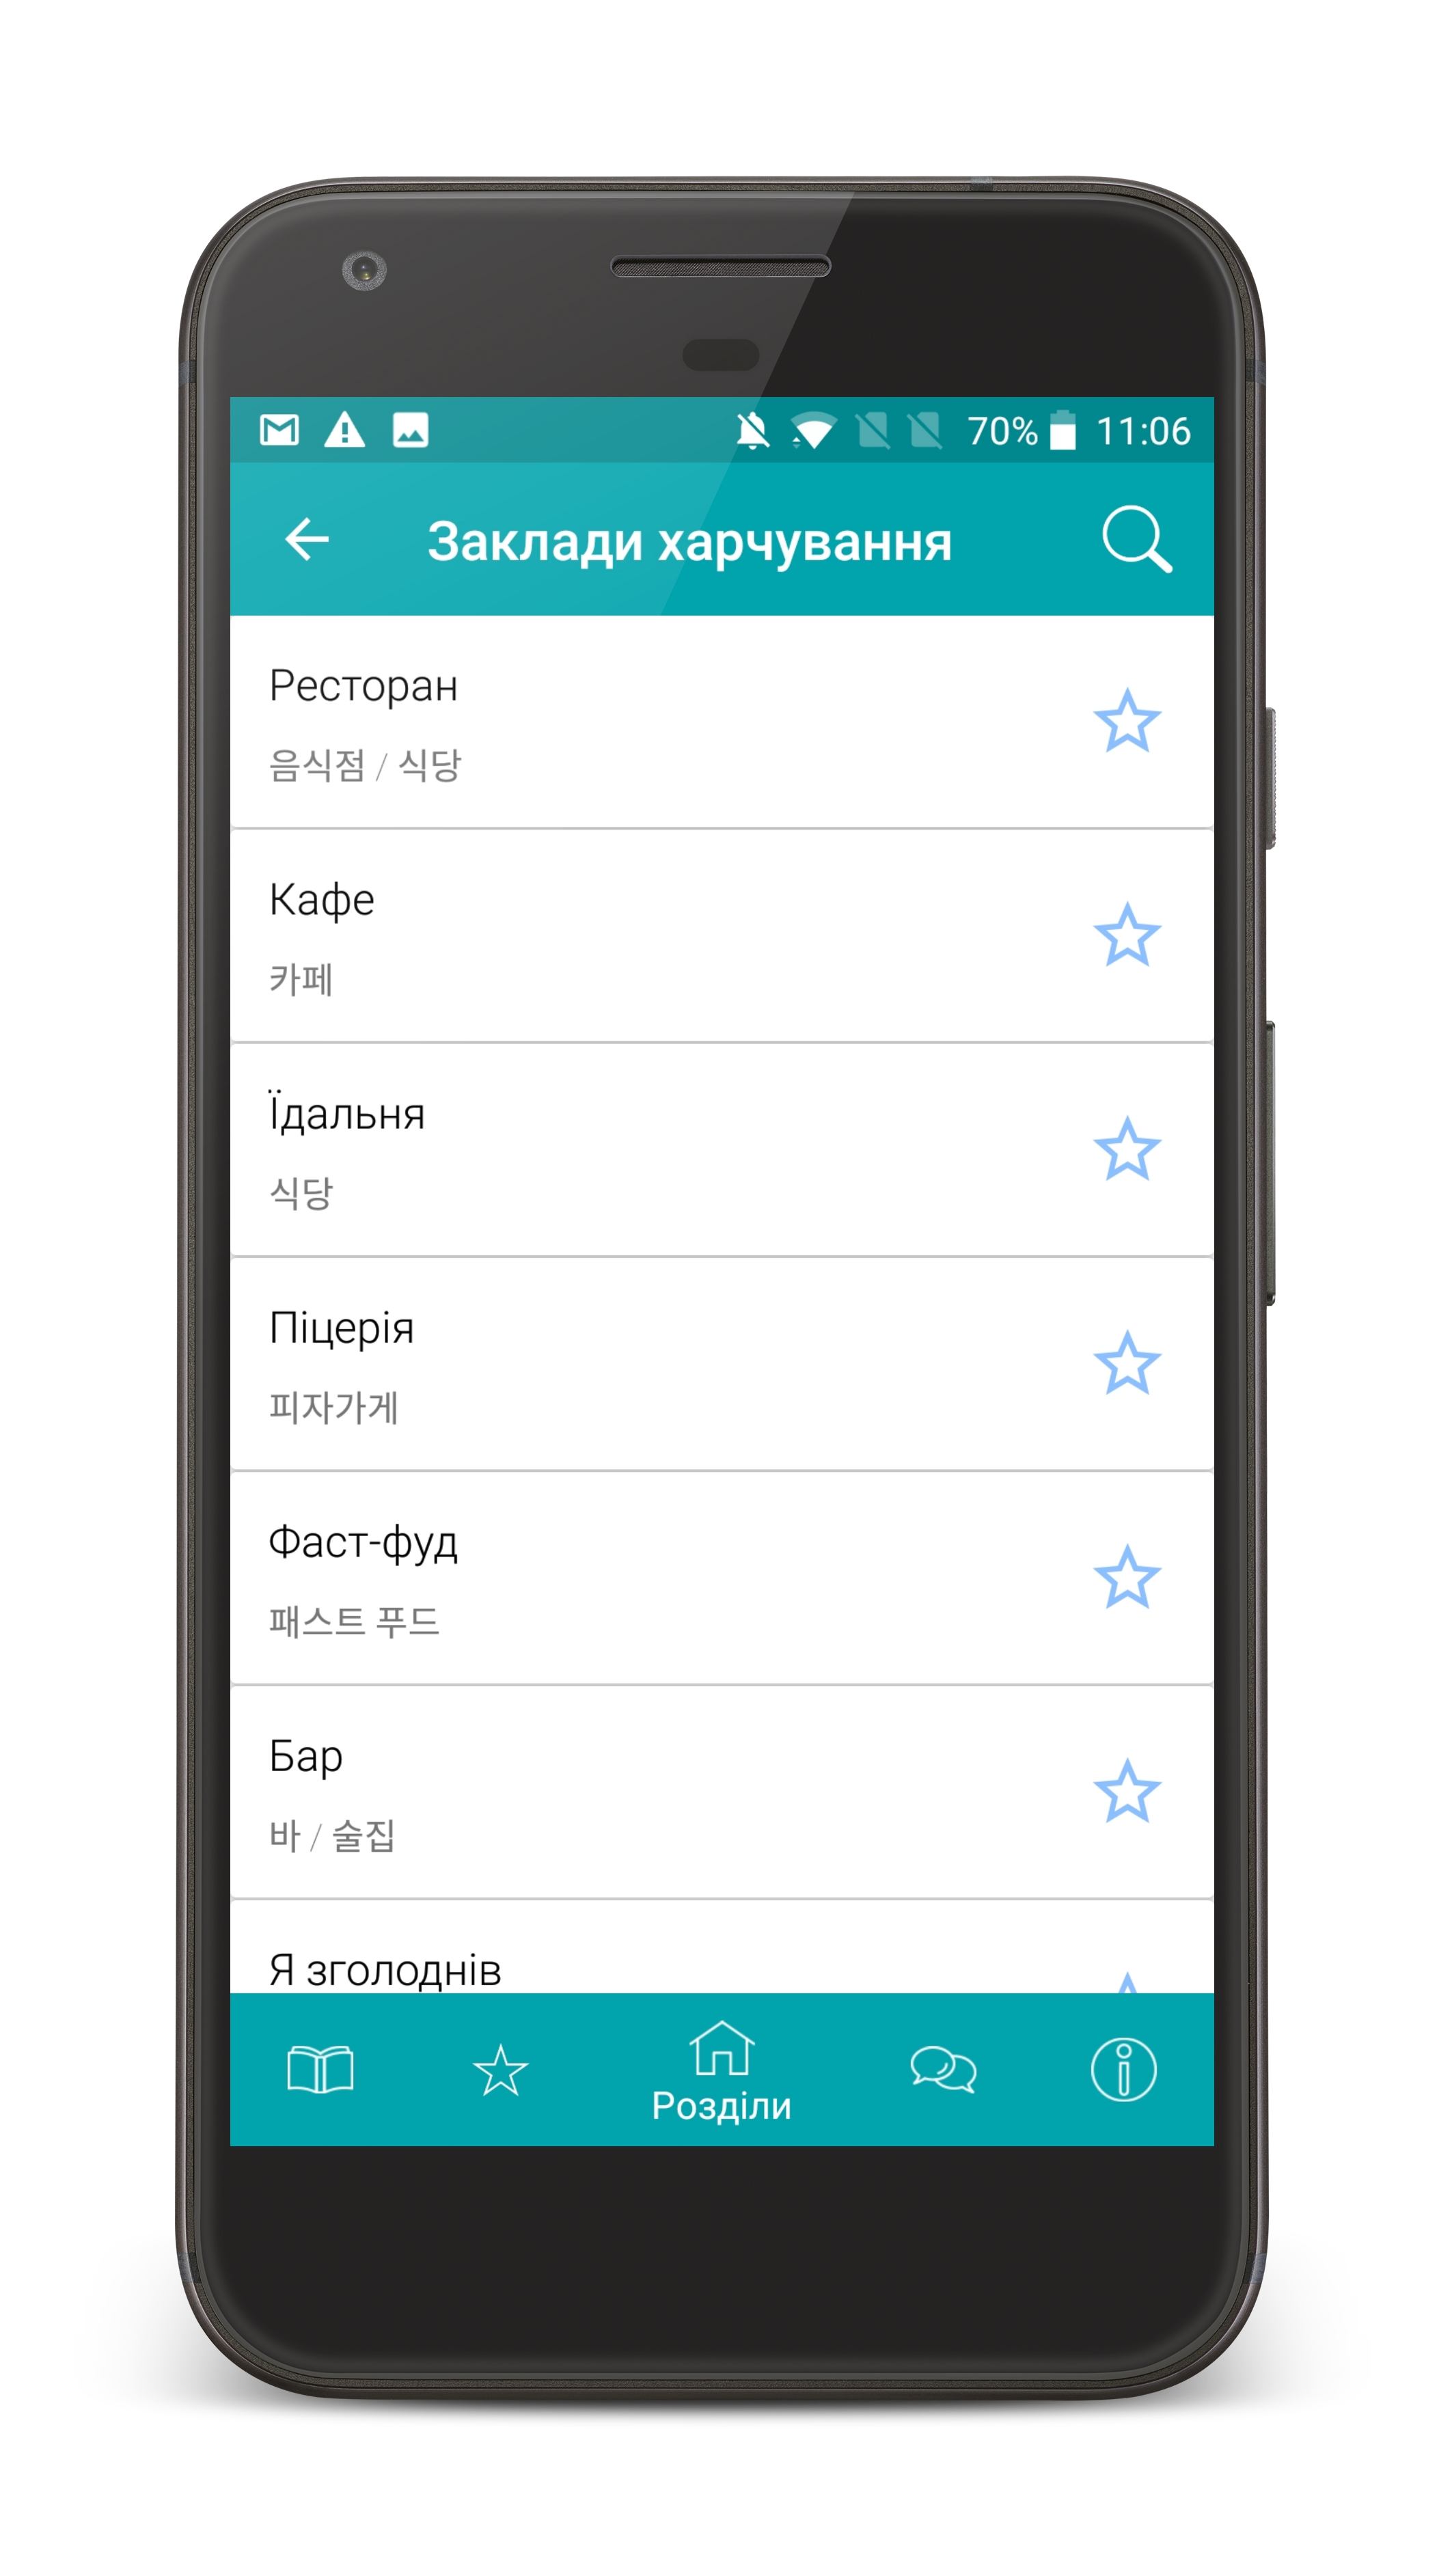 70% 11:06
Заклади харчування
Ресторан
음식점 / 식당
Кафе
카페
Їдальня
식당
Піцерія
피자가게
Фаст-фуд
패스트 푸드
Бар
바 / 술집
Я зголоднів
Розділи